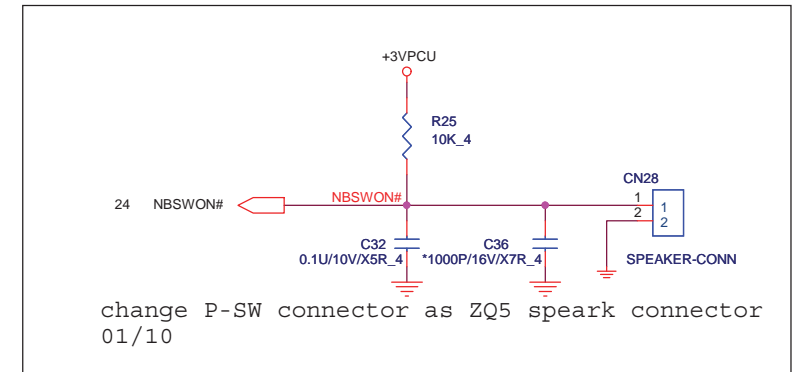 +3VPCU
R25
10K_4
CN28
24 NBSWON# NBSWON# 1 1
2 2
C32 C36
0.1U/10V/X5R_4 *1000P/16V/X7R_4 SPEAKER-CONN
change P-SW connector as ZQ5 speark connector
01/10